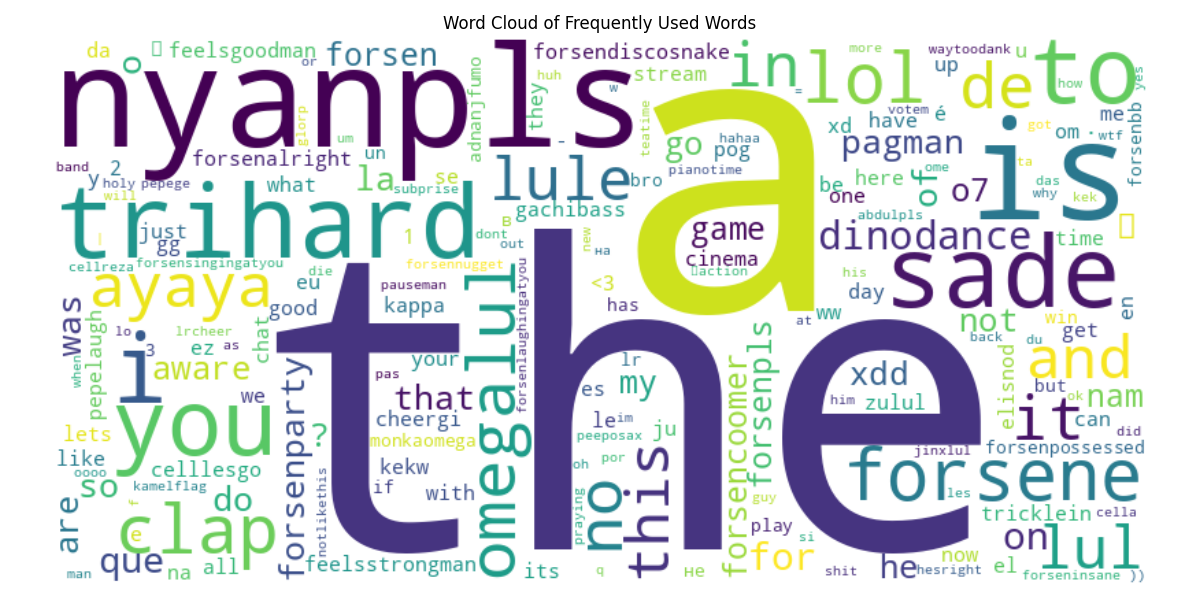 Word Cloud of Frequently Used Words
da
o
feelsgoodman
or
forsen
forsendiscosnake
more
waytoodank
u
to
how
yes
nyanpls
adnanjfumo
they
huh
w
stream
in
=
lol
up
de
glorp
um
-
teatime
hahaa
a
votem
me
got
forsenbb
band
y
2
forsenalright
un
go
pog
xd
have
é
om
·
wtf
holy
pepege
what
la
se
subprise
lule
bro
pianotime
pagman
is
ta
will
trihard
be
here
of
o7
ome
das
why
kek
one
gachibass
B
abdulpls
just
gg
1
dont
out
new
на
game
cinema
action
dinodance
time
cellreza
forsensingingatyou
die
forsennugget
his
sade
l
ayaya
eu
pauseman
<3
day
good
kappa
has
at
ww
not
win
get
en
was
pepelaugh
lo
3
i
lrcheer
ez
as
chat
omegalul
forsenlaughingatyou
the
back
du
and
when
aware
your
lr
my
forsencoomer
forsenpls
xdd
elisnod
but
ok
nam
we
pas
that
es
him
zulul
it
can
did
you
forsenparty
cheergi
le
im
ju
lets
?
monkaomega
peeposax
jinxlul
forsenpossessed
like
oooo
celllesgo
kekw
oh
por
forsene
so
kamelflag
do
if
with
this
guy
les
tricklein
cella
are
f
e
clap
fnotlikethis
no
praying
play
si
on
lul
man
que
na
all
feelsstrongman
its
q
не
for
shit
he
now
hesright
el
forseninsane
))